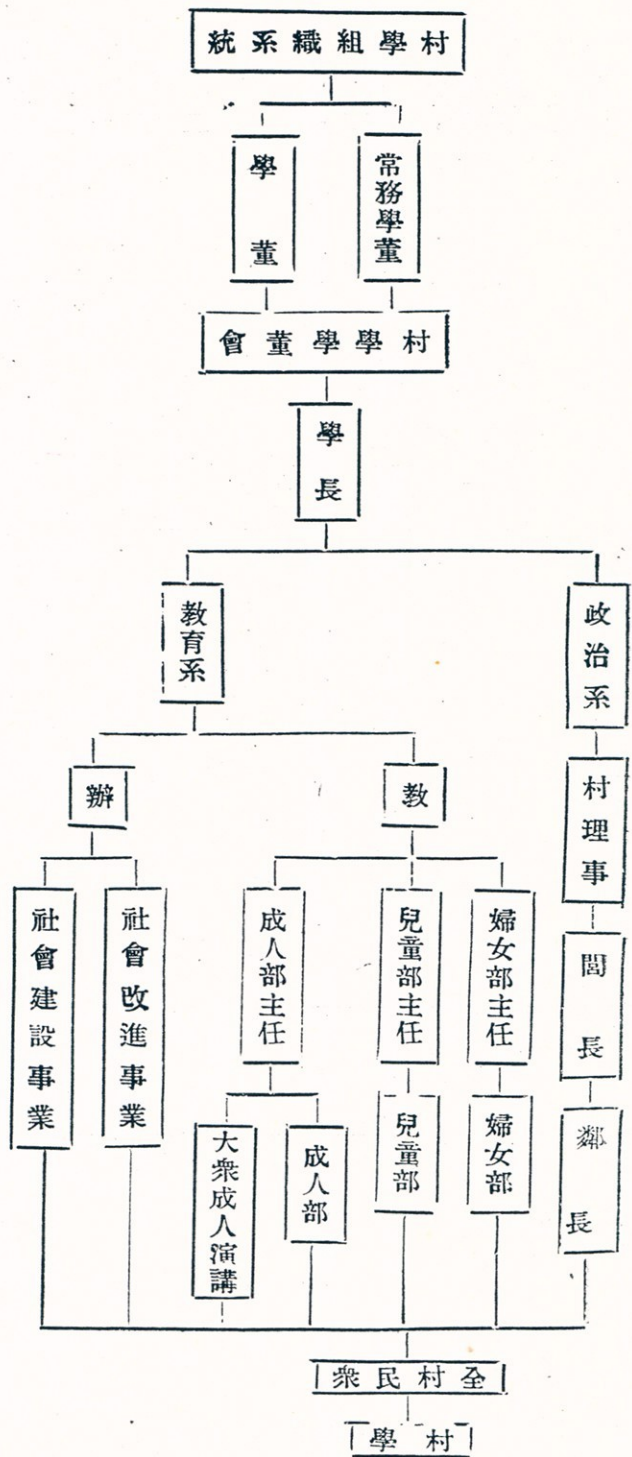 村學組織系統
常務學董
學董
村學學董會
學長
政治系
教育系
村理事
教
辦
閭長
婦女部主任
兒童部主任
成人部主任
社會改進事業
社會建設事業
鄰長
婦女部
兒童部
成人部
大衆成人演講
全村民衆
村學